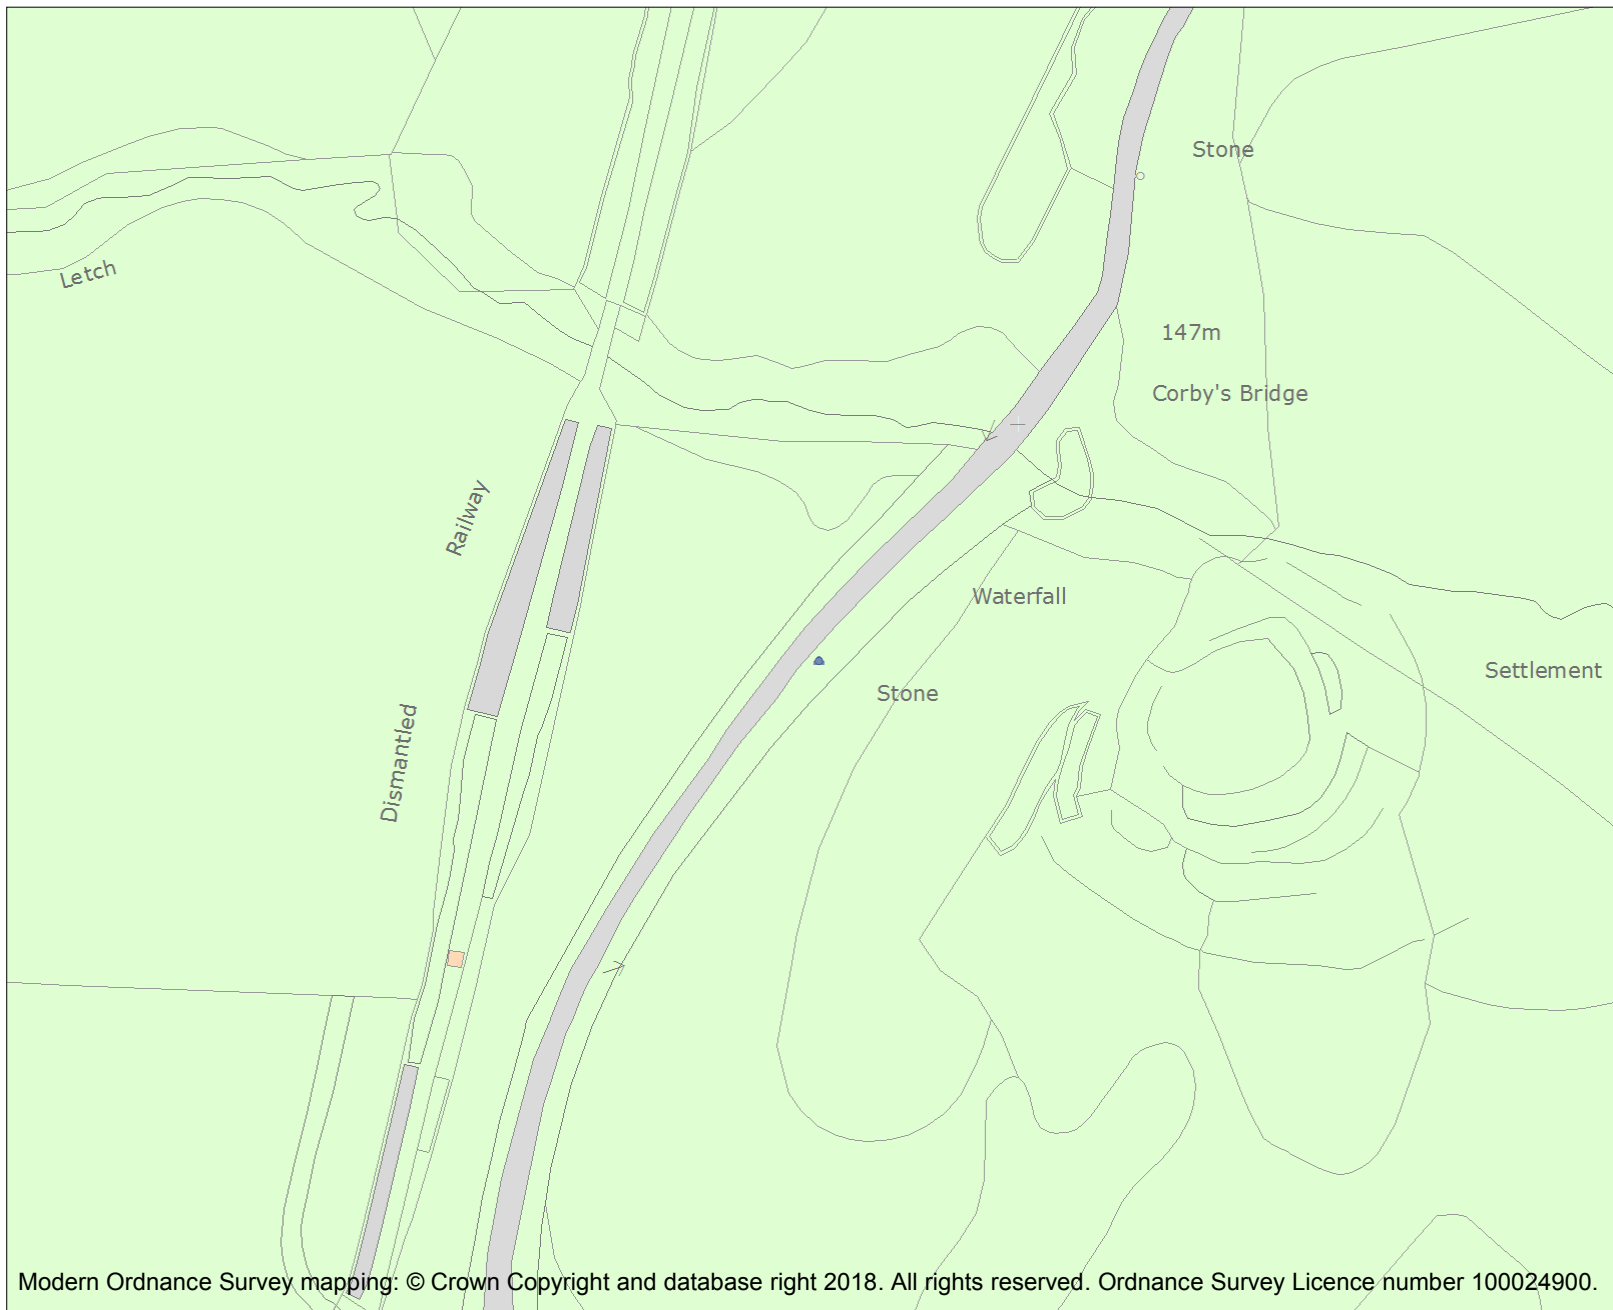 Stone
Letch
147m
Corby's Bridge
Railway
Waterfall
Settlement
Stone
Dismantled
Modern Ordnance Survey mapping: © Crown Copyright and database right 2018. All rights reserved. Ordnance Survey Licence number 100024900.